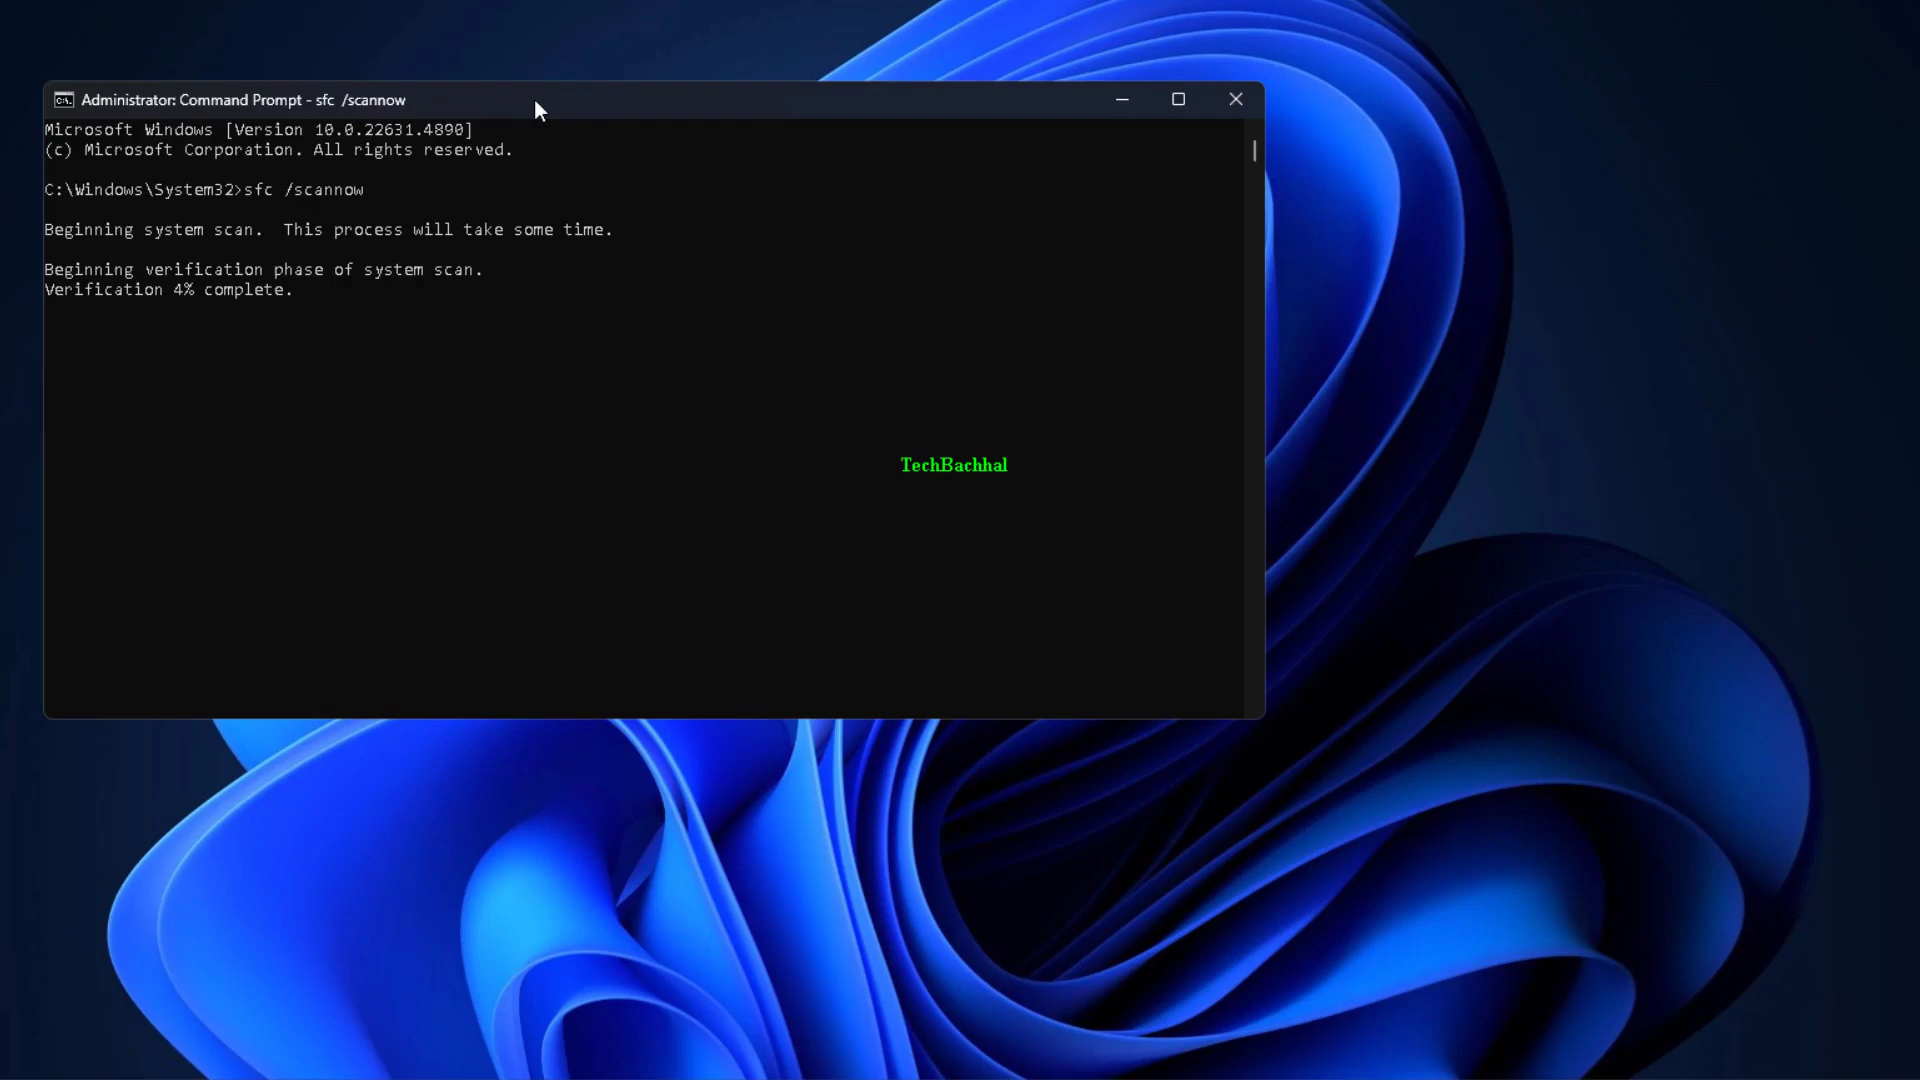 Administrator: Command Prompt - sfc  /scannow
Microsoft Windows [Version 10.0.22631.4890]
(c) Microsoft Corporation. All rights reserved.
C:\Windows\System32>sfc /scannow
Beginning system scan.  This process will take some time.
Beginning verification phase of system scan.
Verification 4% complete.
TechBachhal